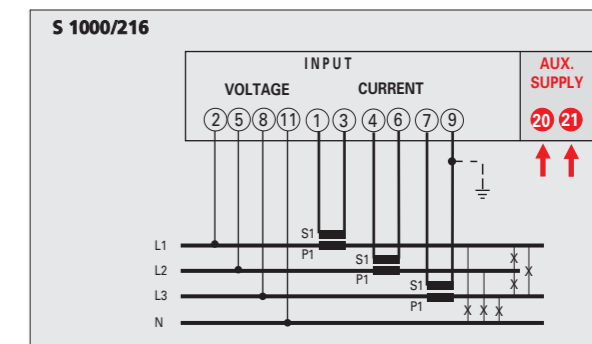 S 1000/216
INPUT
AUX.
SUPPLY
VOLTAGE CURRENT
2 5 8 11 1 3 4 6 7 9 20 21
S1
L1
P1
S1
L2
P1
S1
L3
P1
N
X
X
X
X X X